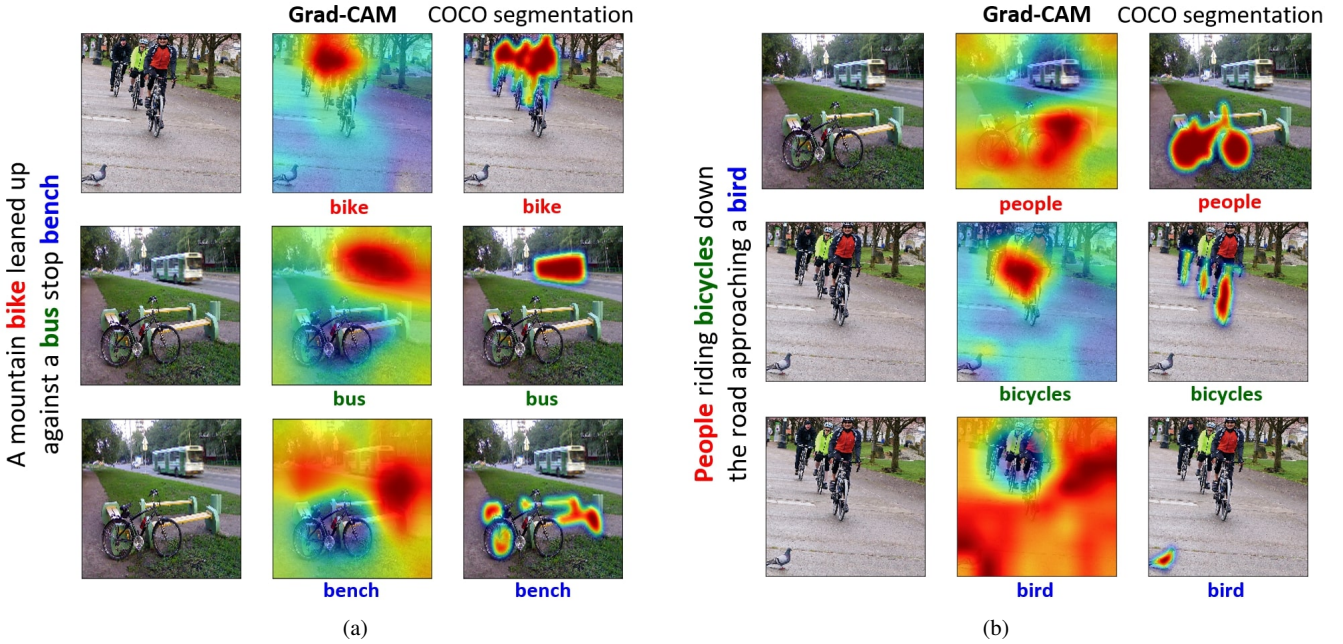 Grad-CAM COCO segmentation
A mountain bike leaned up
against a bus stop bench
bike bike
bus bus
bench bench
(a)
Grad-CAM COCO segmentation
People riding bicycles down
the road approaching a bird
people people
bicycles bicycles
bird bird
(b)